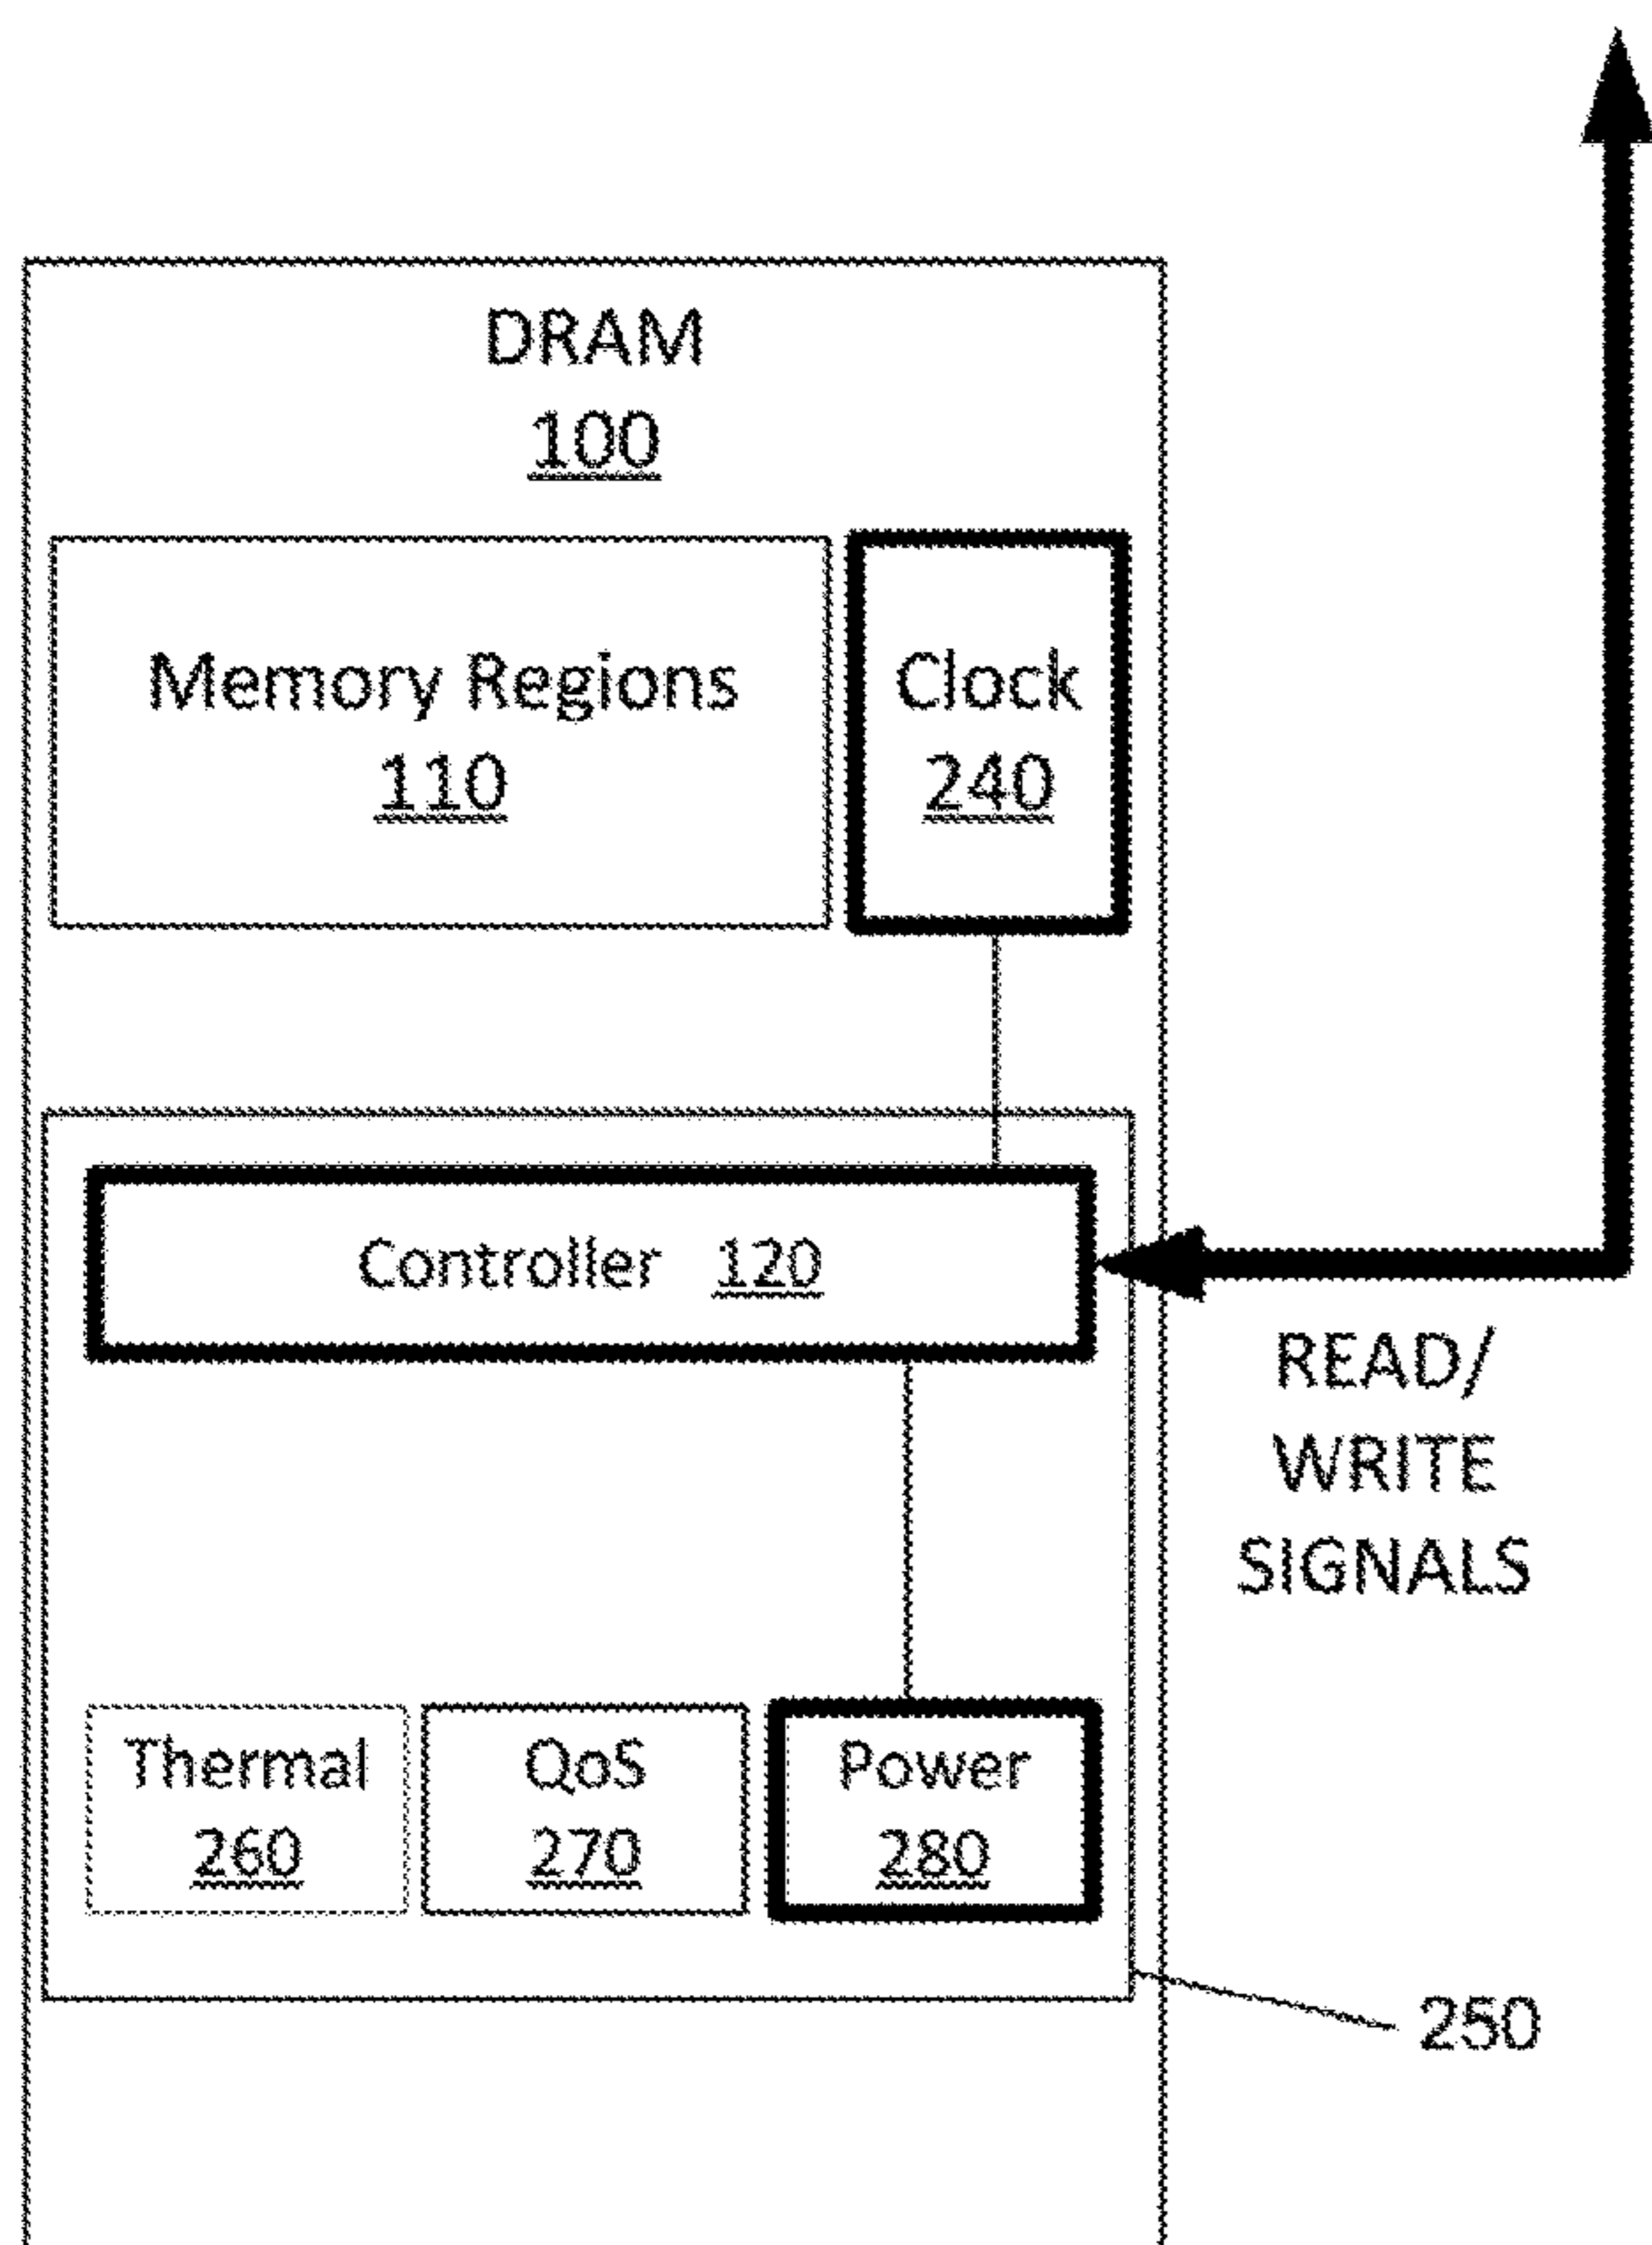 DRAM
100
Memory Regions
110
Clock
240
Controller 120
READ/
WRITE
SIGNALS
Thermal
260
QoS
270
Power
280
250